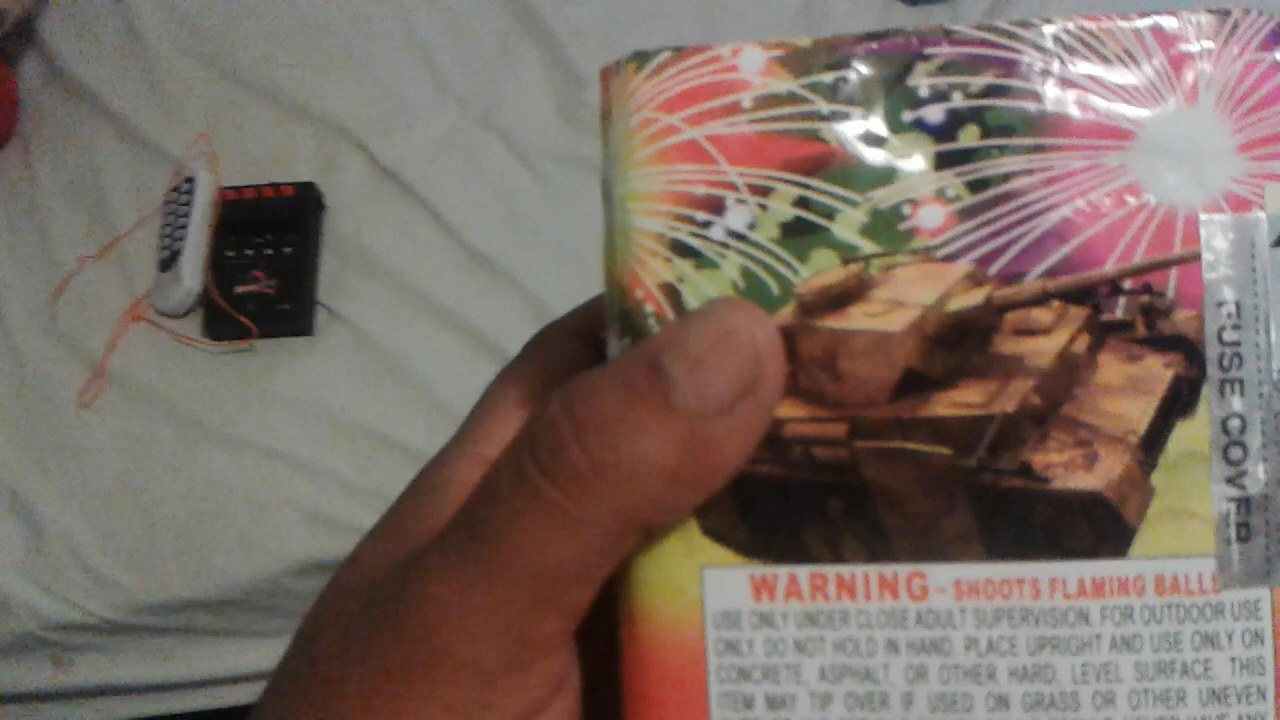 FUSE COVER
WARNING - SHOOTS FLAMING BALLS
USE ONLY UNDER CLOSE ADULT SUPERVISION. FOR OUTDOOR USE
ONLY. DO NOT HOLD IN HAND. PLACE UPRIGHT AND USE ONLY ON
CONCRETE, ASPHALT, OR OTHER HARD, LEVEL SURFACE. THIS
ITEM MAY TIP OVER IF USED ON GRASS OR OTHER UNEVEN